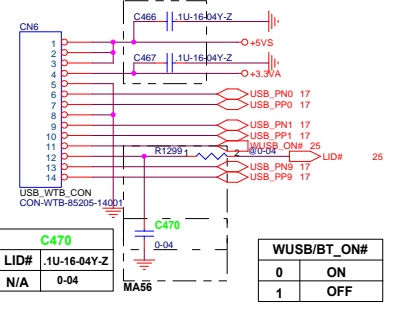 C466 .1U-16-04Y-Z
CN6
1 +5VS
2
3 C467 .1U-16-04Y-Z
4 +3.3VA
5
6 USB_PN0 17
7 USB_PP0 17
8
9 USB_PN1 17
10 USB_PP1 17
11 WUSB_ON# 25
12 R1299 1 2 @0-04 LID# 25
13 USB_PN9 17
14 USB_PP9 17
USB_WTB_CON
CON-WTB-85205-14001
C470
0-04
MA56
C470
LID# .1U-16-04Y-Z
N/A 0-04
WUSB/BT_ON#
0 ON
1 OFF